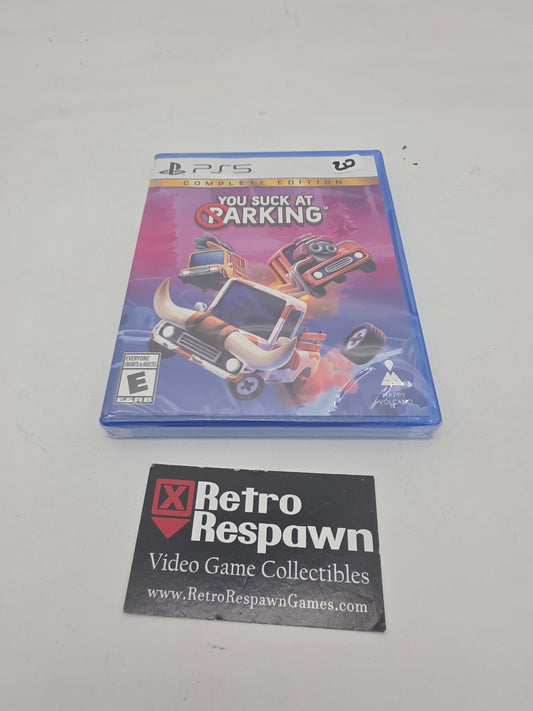 PS5
20
COMPLETE EDITION
YOU SUCK AT
PARKING
EVERYONE
ENFANTS et ADULTES
E
ESRB
HAPPY
VOLCANO
X Retro
Respawn
Video Game Collectibles
www.RetroRespawnGames.com